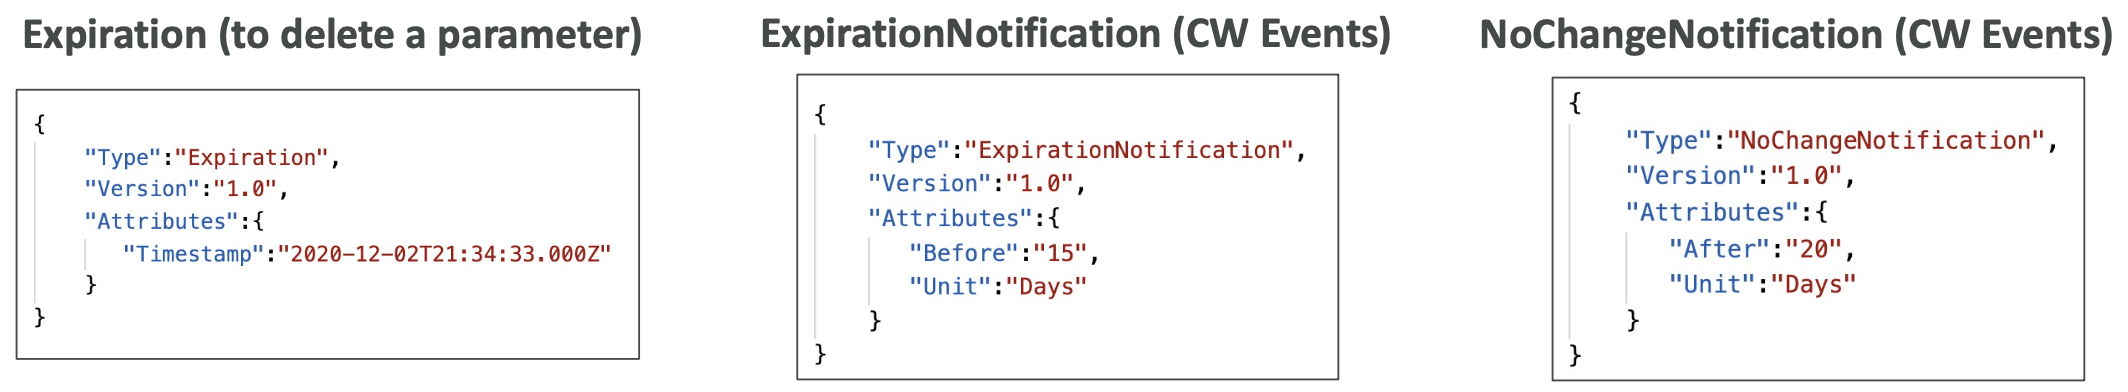 Expiration (to delete a parameter)
{
"Type":"Expiration",
"Version":"1.0",
"Attributes":{
"Timestamp":"2020-12-02T21:34:33.000Z"
}
}
ExpirationNotification (CW Events)
{
"Type":"ExpirationNotification",
"Version":"1.0",
"Attributes":{
"Before":"15",
"Unit":"Days"
}
}
NoChangeNotification (CW Events)
{
"Type":"NoChangeNotification",
"Version":"1.0",
"Attributes":{
"After":"20",
"Unit":"Days"
}
}